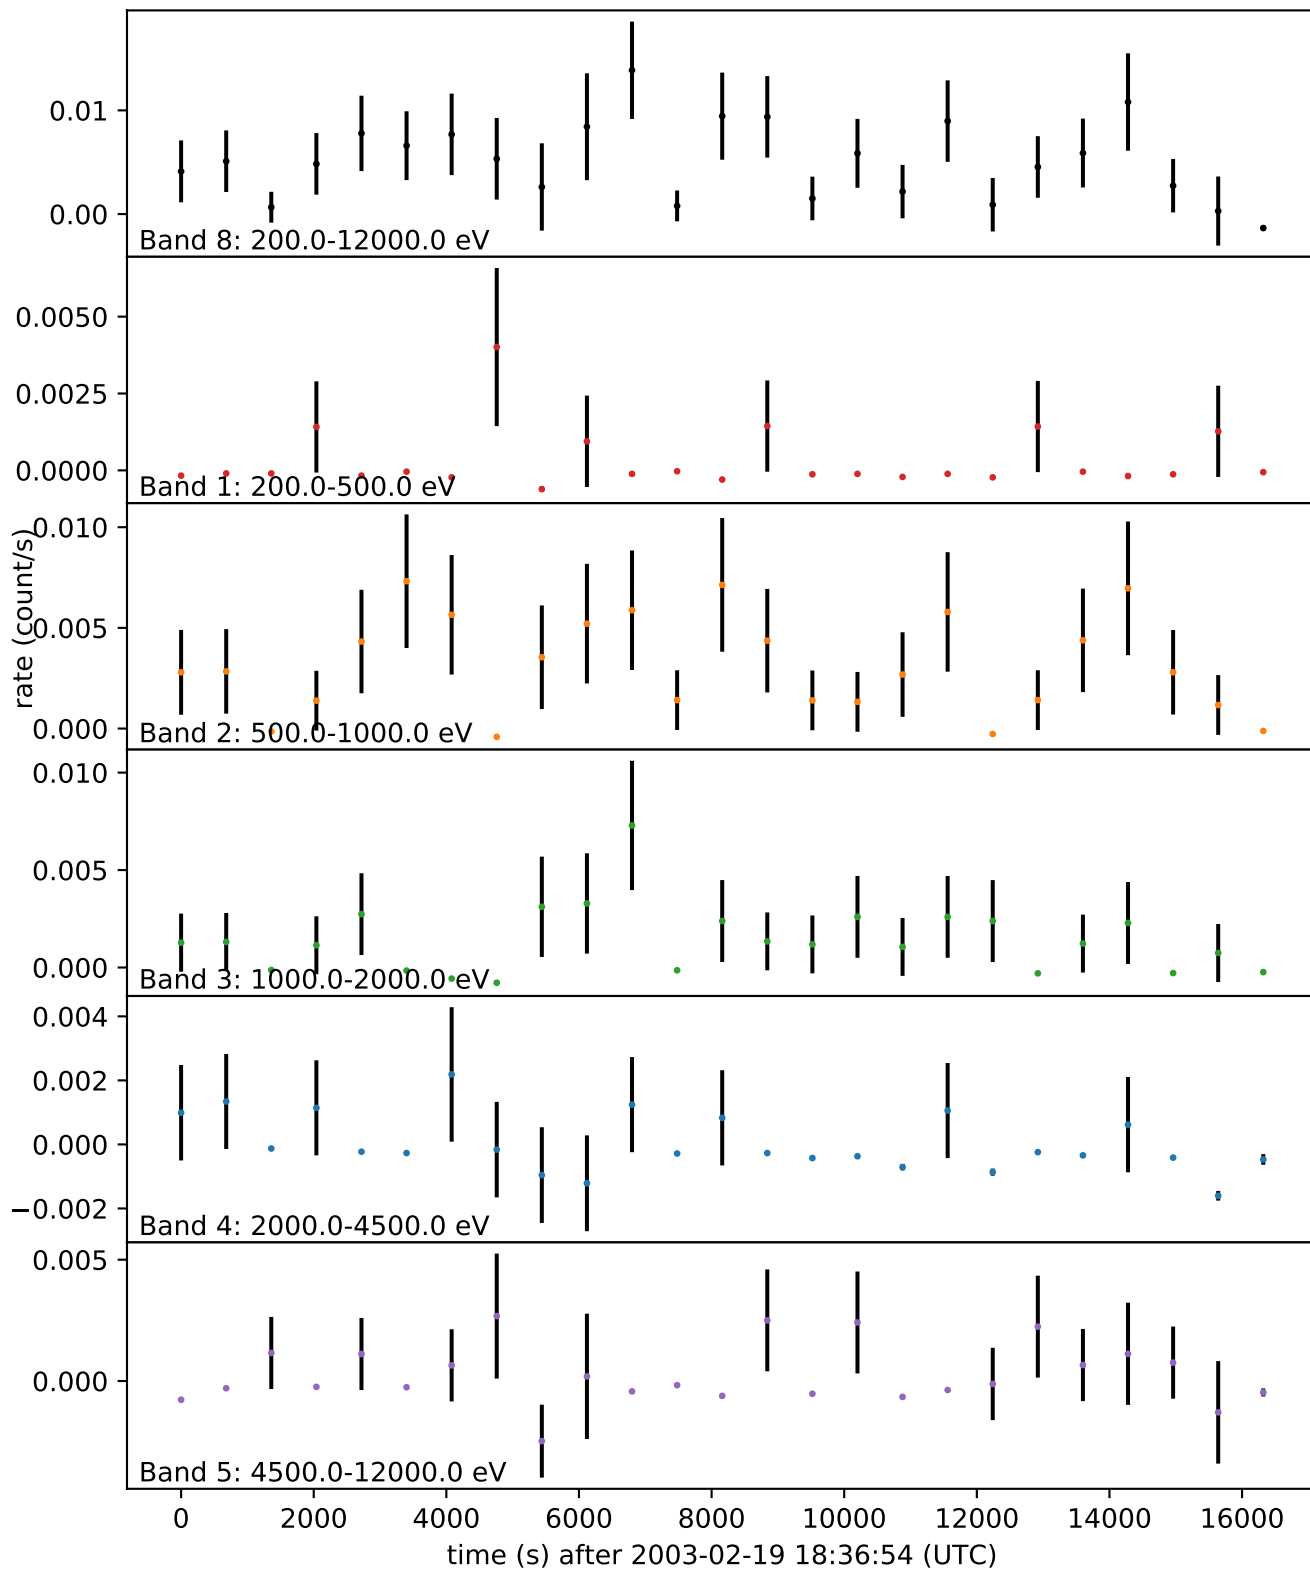 0.01
0.00
Band 8: 200.0-12000.0 eV
0.0050
0.0025
0.0000
Band 1: 200.0-500.0 eV
rate (count/s)
0.010
0.005
0.000
Band 2: 500.0-1000.0 eV
0.010
0.005
0.000
Band 3: 1000.0-2000.0 eV
0.004
0.002
0.000
−0.002
Band 4: 2000.0-4500.0 eV
0.005
0.000
Band 5: 4500.0-12000.0 eV
0 2000 4000 6000 8000 10000 12000 14000 16000
time (s) after 2003-02-19 18:36:54 (UTC)